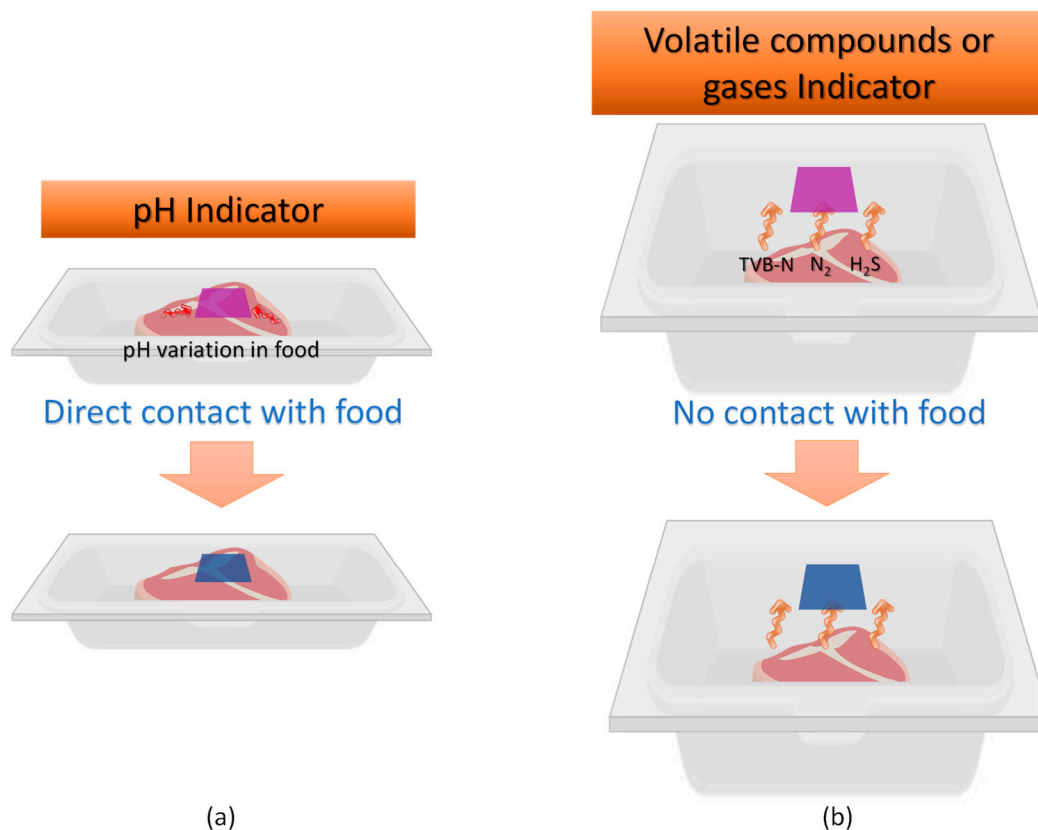 pH Indicator
pH variation in food
Direct contact with food
(a)
Volatile compounds or
gases Indicator
TVB-N N₂ H₂S
No contact with food
(b)